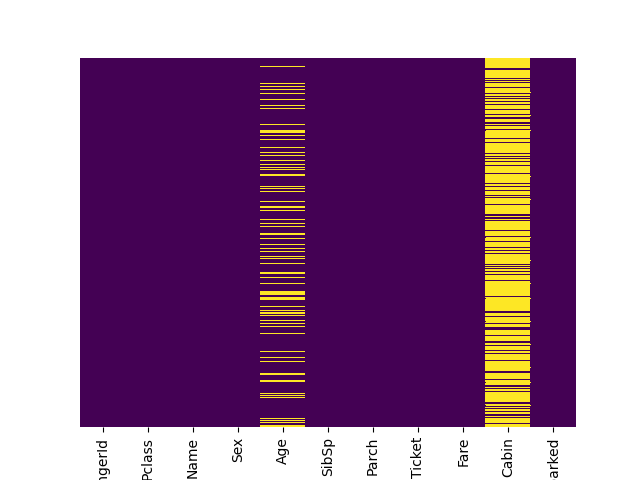 ngerId
Pclass
Name
Sex
Age
SibSp
Parch
Ticket
Fare
Cabin
arked